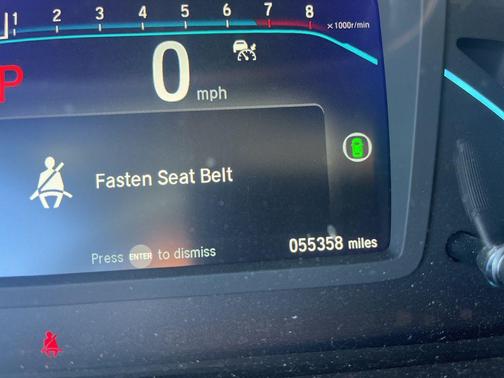 1 2 3 4 5 6 7 8
x1000r/min
P
0 mph
Fasten Seat Belt
Press ENTER to dismiss
055358 miles